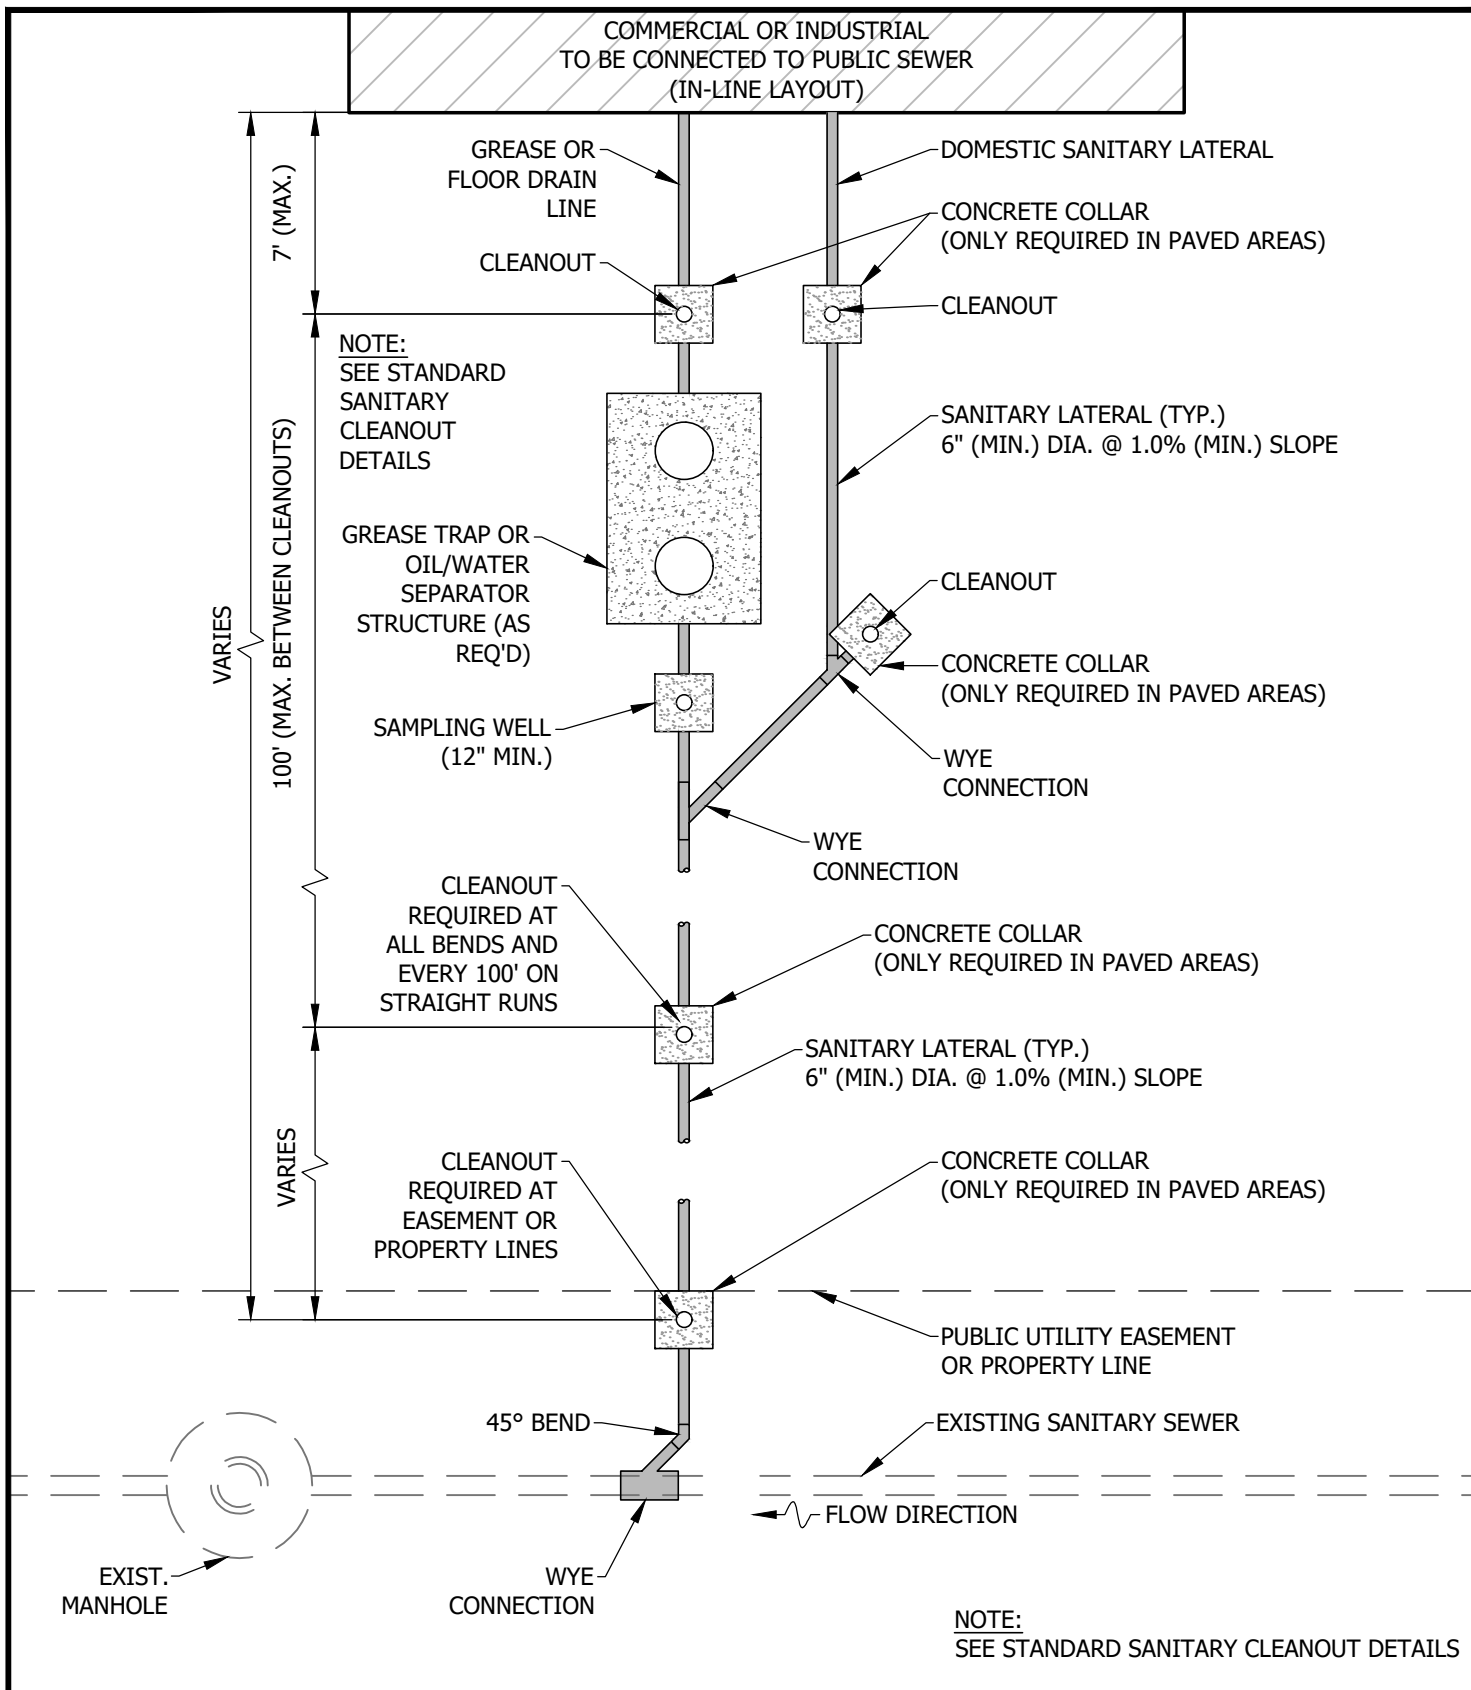 COMMERCIAL OR INDUSTRIAL
TO BE CONNECTED TO PUBLIC SEWER
(IN-LINE LAYOUT)
GREASE OR
FLOOR DRAIN
LINE
DOMESTIC SANITARY LATERAL
7' (MAX.)
CONCRETE COLLAR
(ONLY REQUIRED IN PAVED AREAS)
CLEANOUT
CLEANOUT
NOTE:
SEE STANDARD
SANITARY
CLEANOUT
DETAILS
SANITARY LATERAL (TYP.)
6" (MIN.) DIA. @ 1.0% (MIN.) SLOPE
100' (MAX. BETWEEN CLEANOUTS)
GREASE TRAP OR
OIL/WATER
SEPARATOR
STRUCTURE (AS
REQ'D)
CLEANOUT
VARIES
CONCRETE COLLAR
(ONLY REQUIRED IN PAVED AREAS)
SAMPLING WELL
(12" MIN.)
WYE
CONNECTION
WYE
CONNECTION
CLEANOUT
REQUIRED AT
ALL BENDS AND
EVERY 100' ON
STRAIGHT RUNS
CONCRETE COLLAR
(ONLY REQUIRED IN PAVED AREAS)
SANITARY LATERAL (TYP.)
6" (MIN.) DIA. @ 1.0% (MIN.) SLOPE
VARIES
CLEANOUT
REQUIRED AT
EASEMENT OR
PROPERTY LINES
CONCRETE COLLAR
(ONLY REQUIRED IN PAVED AREAS)
PUBLIC UTILITY EASEMENT
OR PROPERTY LINE
45° BEND
EXISTING SANITARY SEWER
FLOW DIRECTION
EXIST.
MANHOLE
WYE
CONNECTION
NOTE:
SEE STANDARD SANITARY CLEANOUT DETAILS